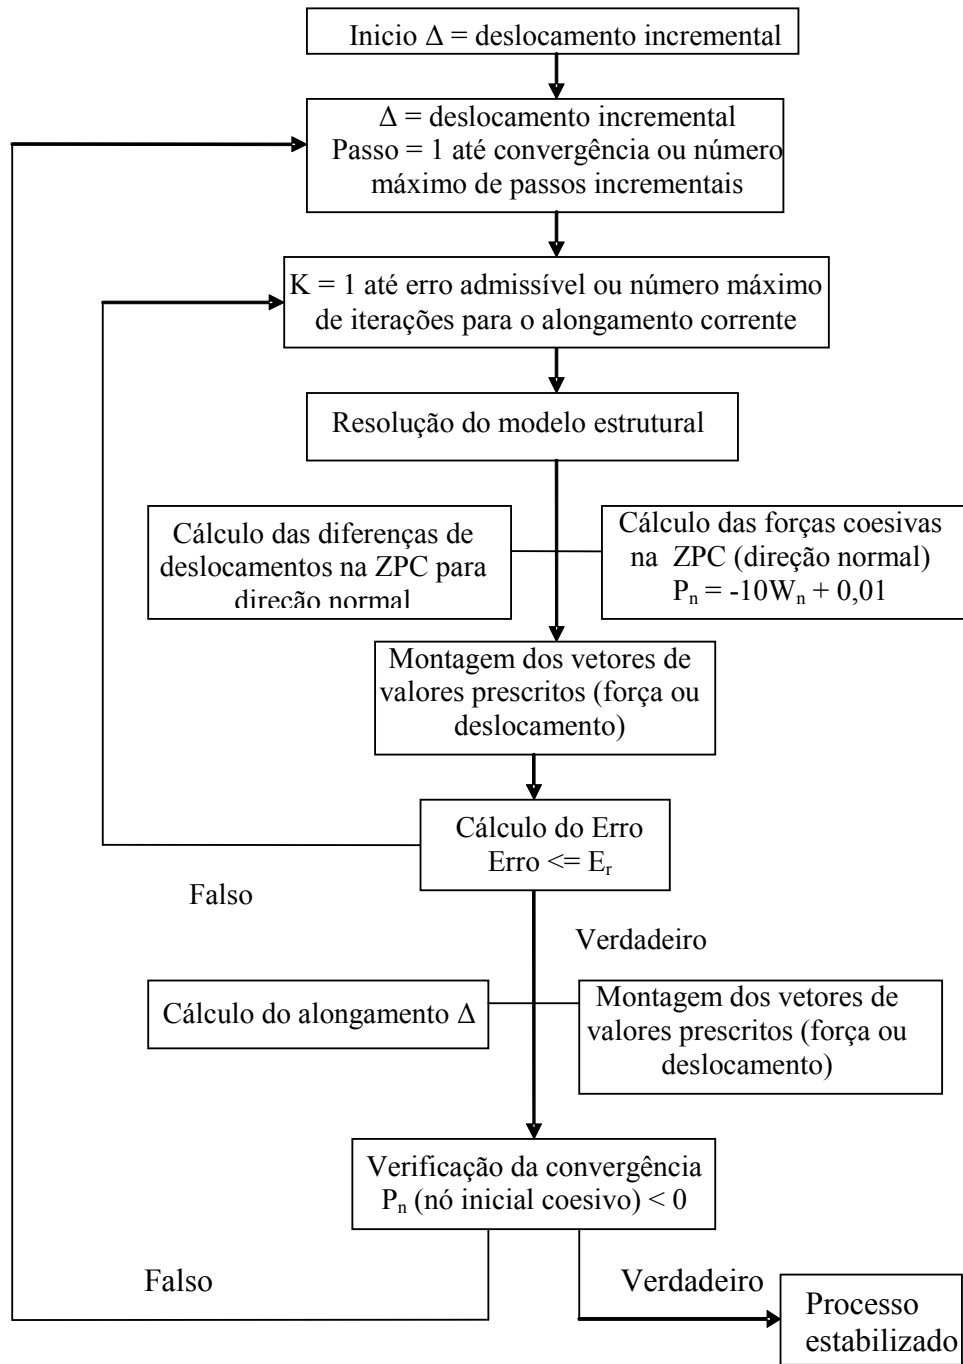 Inicio Δ = deslocamento incremental
Δ = deslocamento incremental
Passo = 1 até convergência ou número
máximo de passos incrementais
K = 1 até erro admissível ou número máximo
de iterações para o alongamento corrente
Resolução do modelo estrutural
Cálculo das diferenças de
deslocamentos na ZPC para
direção normal
Cálculo das forças coesivas
na ZPC (direção normal)
Pₙ = -10Wₙ + 0,01
Montagem dos vetores de
valores prescritos (força ou
deslocamento)
Cálculo do Erro
Erro <= Eᵣ
Falso
Verdadeiro
Cálculo do alongamento Δ
Montagem dos vetores de
valores prescritos (força ou
deslocamento)
Verificação da convergência
Pₙ (nó inicial coesivo) < 0
Falso
Verdadeiro
Processo
estabilizado